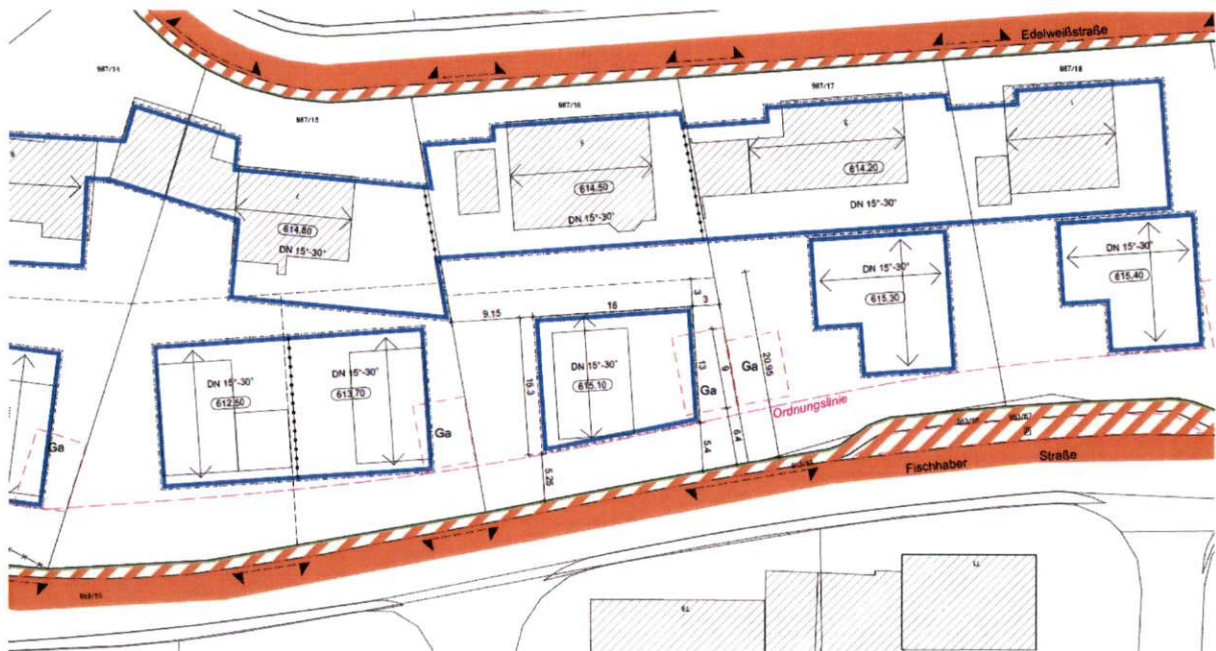 Edelweißstraße
987/14
987/15
987/16
987/17
987/18
614.50
DN 15°-30°
614.20
DN 15°-30°
614.80
DN 15°-30°
DN 15°-30°
615.30
DN 15°-30°
615.40
9.15
16
3
3
DN 15°-30°
612.50
DN 15°-30°
613.70
15.3
DN 15°-30°
615.10
13
9
20.95
Ga
Ga
Ga
Ga
Ordnungslinie
5.4
6.4
5.25
Fischhaber Straße